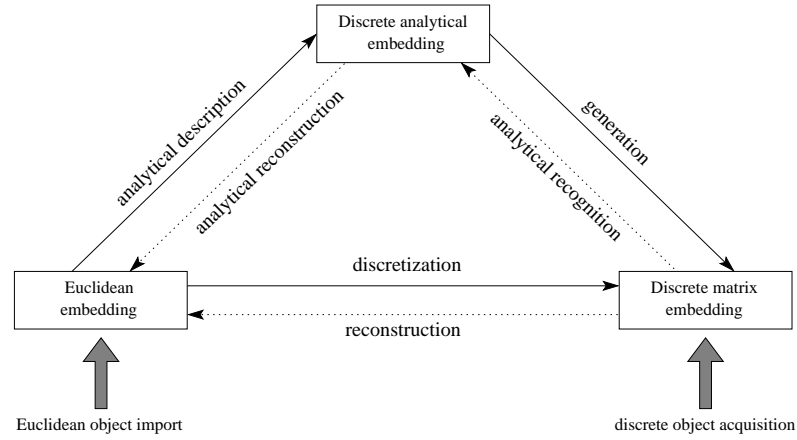 Discrete analytical
embedding
analytical description
analytical reconstruction
analytical recognition
generation
Euclidean
embedding
discretization
reconstruction
Discrete matrix
embedding
Euclidean object import
discrete object acquisition